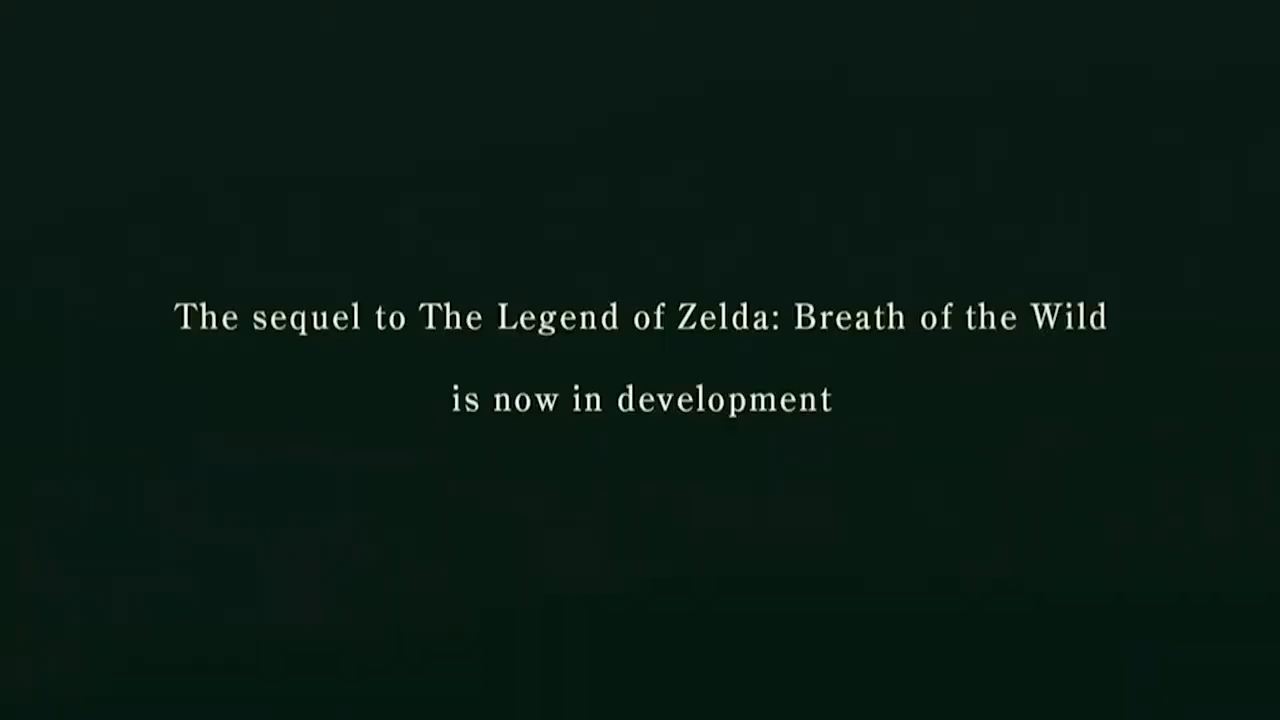 The sequel to The Legend of Zelda: Breath of the Wild
is now in development